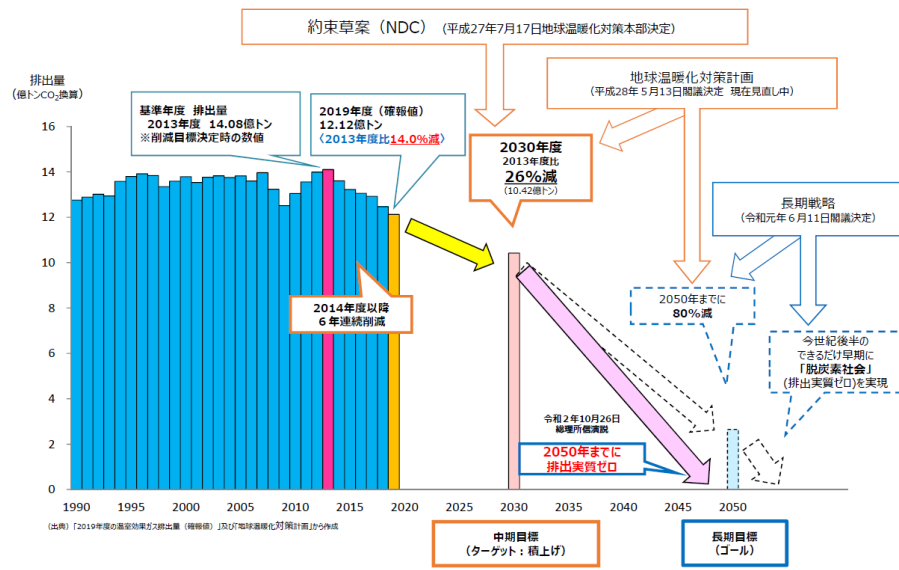 約束草案（NDC）（平成27年7月17日地球温暖化対策本部決定）
排出量
(億トンCO₂換算)
地球温暖化対策計画
（平成28年５月13日閣議決定 現在見直し中）
基準年度 排出量
2013年度 14.08億トン
※削減目標決定時の数値
2019年度（確報値）
12.12億トン
〈2013年度比14.0%減〉
2030年度
2013年度比
26%減
（10.42億トン）
長期戦略
（令和元年６月11日閣議決定）
16
14
12
10
8
6
4
2
0
2014年度以降
６年連続削減
2050年までに
80％減
今世紀後半の
できるだけ早期に
「脱炭素社会」
(排出実質ゼロ)を実現
令和２年10月26日
総理所信演説
2050年までに
排出実質ゼロ
1990 1995 2000 2005 2010 2015 2020 2025 2030 2035 2040 2045 2050
（出典）「2019年度の温室効果ガス排出量（確報値）」及び「地球温暖化対策計画」から作成
中期目標
（ターゲット：積上げ）
長期目標
（ゴール）